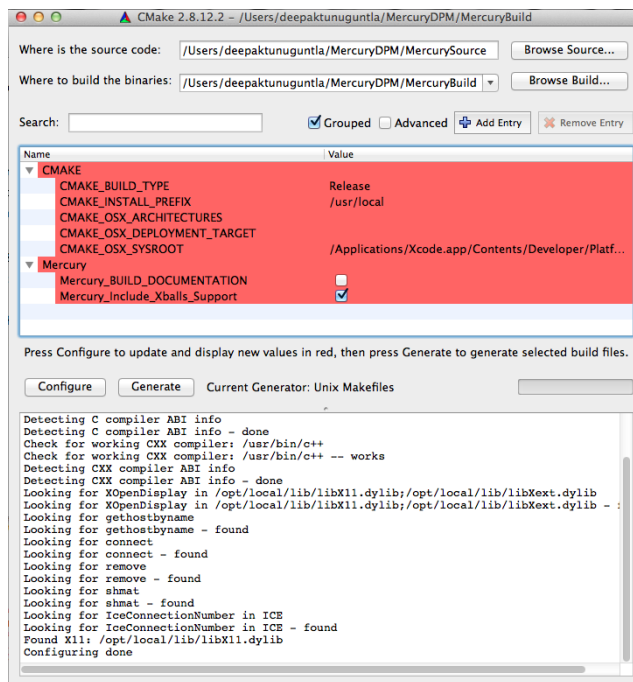 CMake 2.8.12.2 - /Users/deepaktunuguntla/MercuryDPM/MercuryBuild
Where is the source code: /Users/deepaktunuguntla/MercuryDPM/MercurySource Browse Source...
Where to build the binaries: /Users/deepaktunuguntla/MercuryDPM/MercuryBuild Browse Build...
Search: Grouped Advanced Add Entry Remove Entry
Name Value
CMAKE
CMAKE_BUILD_TYPE Release
CMAKE_INSTALL_PREFIX /usr/local
CMAKE_OSX_ARCHITECTURES
CMAKE_OSX_DEPLOYMENT_TARGET
CMAKE_OSX_SYSROOT /Applications/Xcode.app/Contents/Developer/Platf...
Mercury
Mercury_BUILD_DOCUMENTATION
Mercury_Include_Xballs_Support
Press Configure to update and display new values in red, then press Generate to generate selected build files.
Configure Generate Current Generator: Unix Makefiles
Detecting C compiler ABI info
Detecting C compiler ABI info - done
Check for working CXX compiler: /usr/bin/c++
Check for working CXX compiler: /usr/bin/c++ -- works
Detecting CXX compiler ABI info
Detecting CXX compiler ABI info - done
Looking for XOpenDisplay in /opt/local/lib/libX11.dylib;/opt/local/lib/libXext.dylib
Looking for XOpenDisplay in /opt/local/lib/libX11.dylib;/opt/local/lib/libXext.dylib -
Looking for gethostbyname
Looking for gethostbyname - found
Looking for connect
Looking for connect - found
Looking for remove
Looking for remove - found
Looking for shmat
Looking for shmat - found
Looking for IceConnectionNumber in ICE
Looking for IceConnectionNumber in ICE - found
Found X11: /opt/local/lib/libX11.dylib
Configuring done